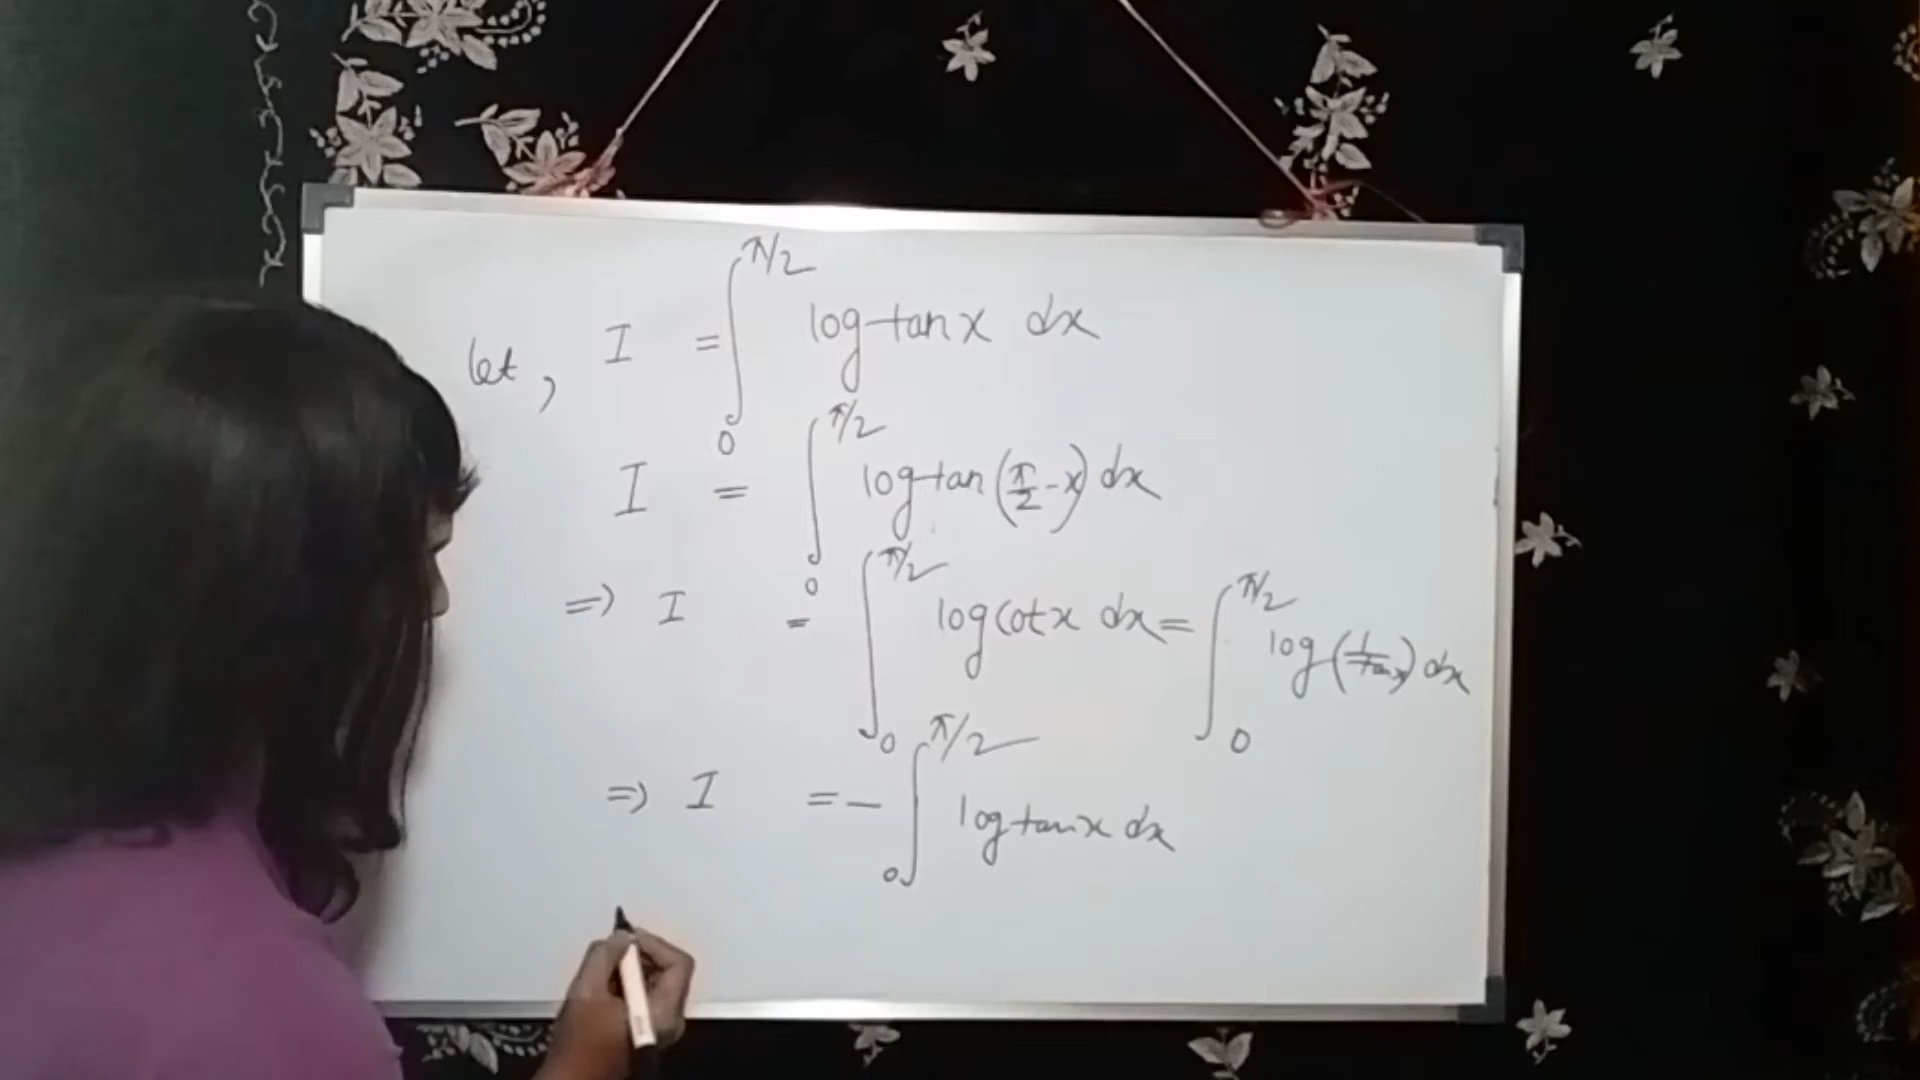 let, I = ∫₀^π/2 log tan x dx
I = ∫₀^π/2 log tan (π/2 - x) dx
=> I = ∫₀^π/2 log cot x dx = ∫₀^π/2 log (1/tan x) dx
=> I = - ∫₀^π/2 log tan x dx